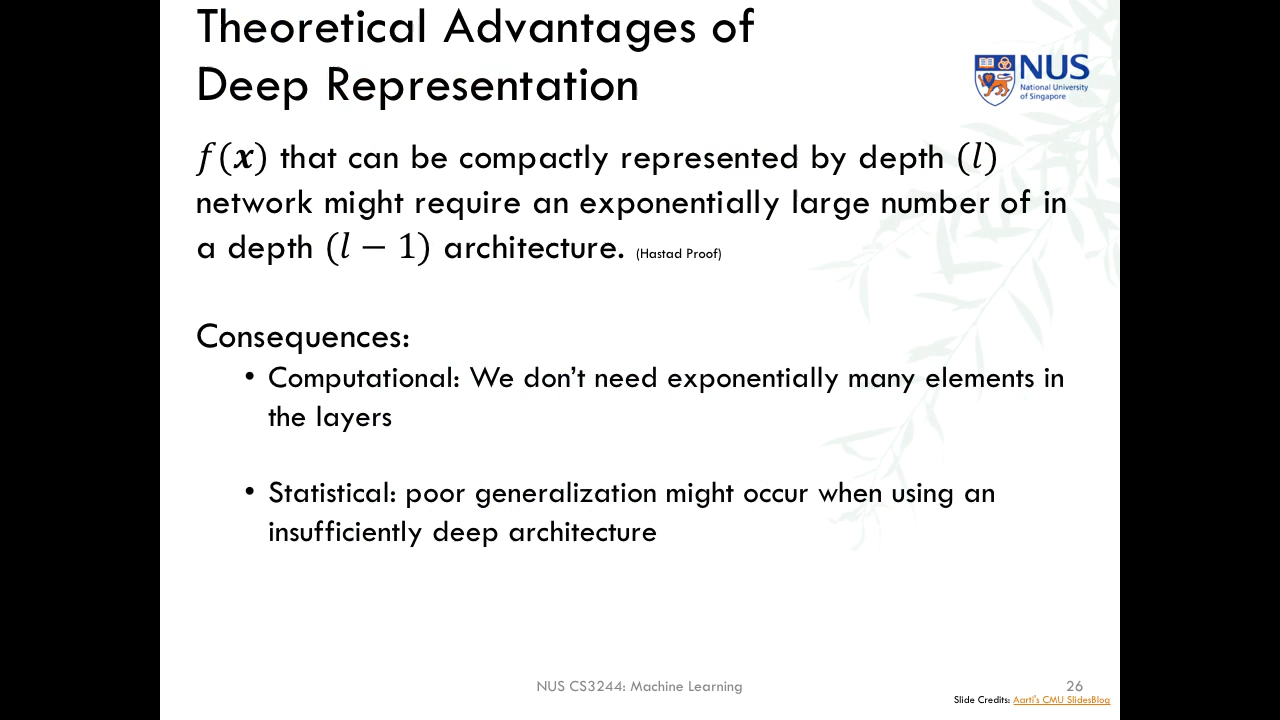 Theoretical Advantages of
Deep Representation
NUS
National University
of Singapore
f(x) that can be compactly represented by depth (l)
network might require an exponentially large number of in
a depth (l − 1) architecture. (Hastad Proof)
Consequences:
• Computational: We don’t need exponentially many elements in
the layers
• Statistical: poor generalization might occur when using an
insufficiently deep architecture
NUS CS3244: Machine Learning
26
Slide Credits: Aarti's CMU SlidesBlog